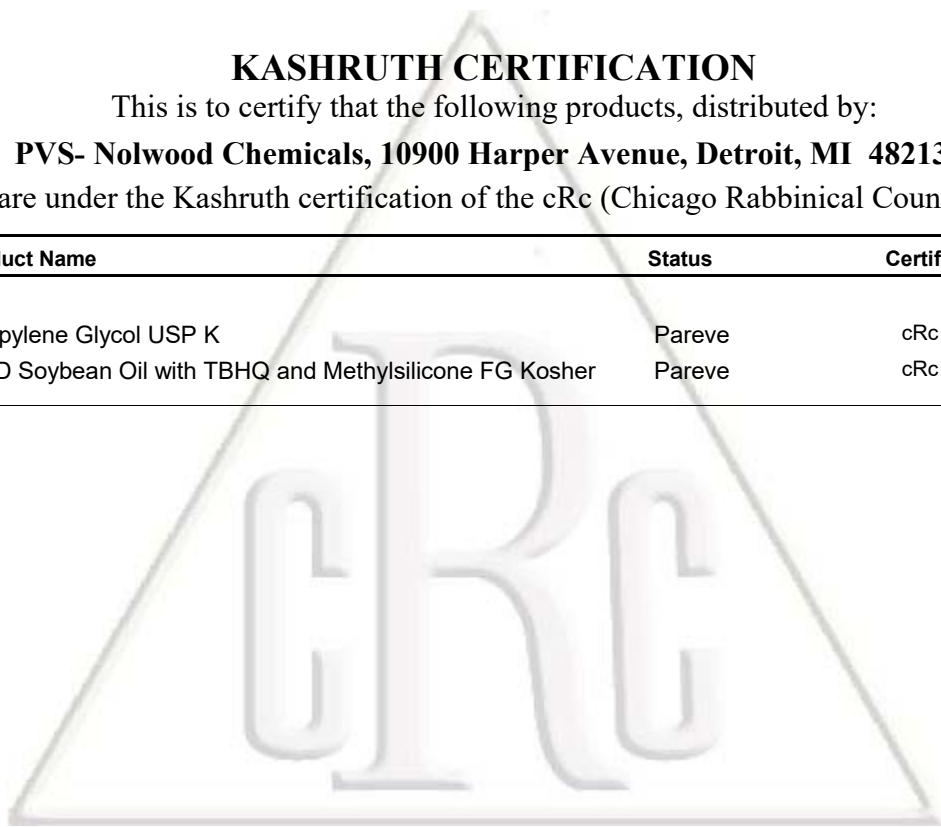 KASHRUTH CERTIFICATION
This is to certify that the following products, distributed by:
PVS- Nolwood Chemicals, 10900 Harper Avenue, Detroit, MI 48213
are under the Kashruth certification of the cRc (Chicago Rabbinical Coun
uct Name Status Certif
pylene Glycol USP K Pareve cRc
D Soybean Oil with TBHQ and Methylsilicone FG Kosher Pareve cRc
cRc